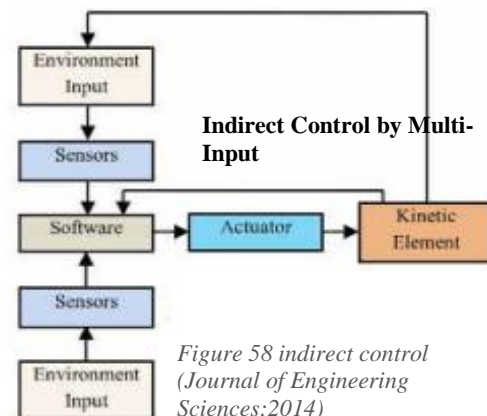 Environment
Input
Indirect Control by Multi-
Input
Sensors
Software
Actuator
Kinetic
Element
Sensors
Environment
Input
Figure 58 indirect control
(Journal of Engineering
Sciences:2014)